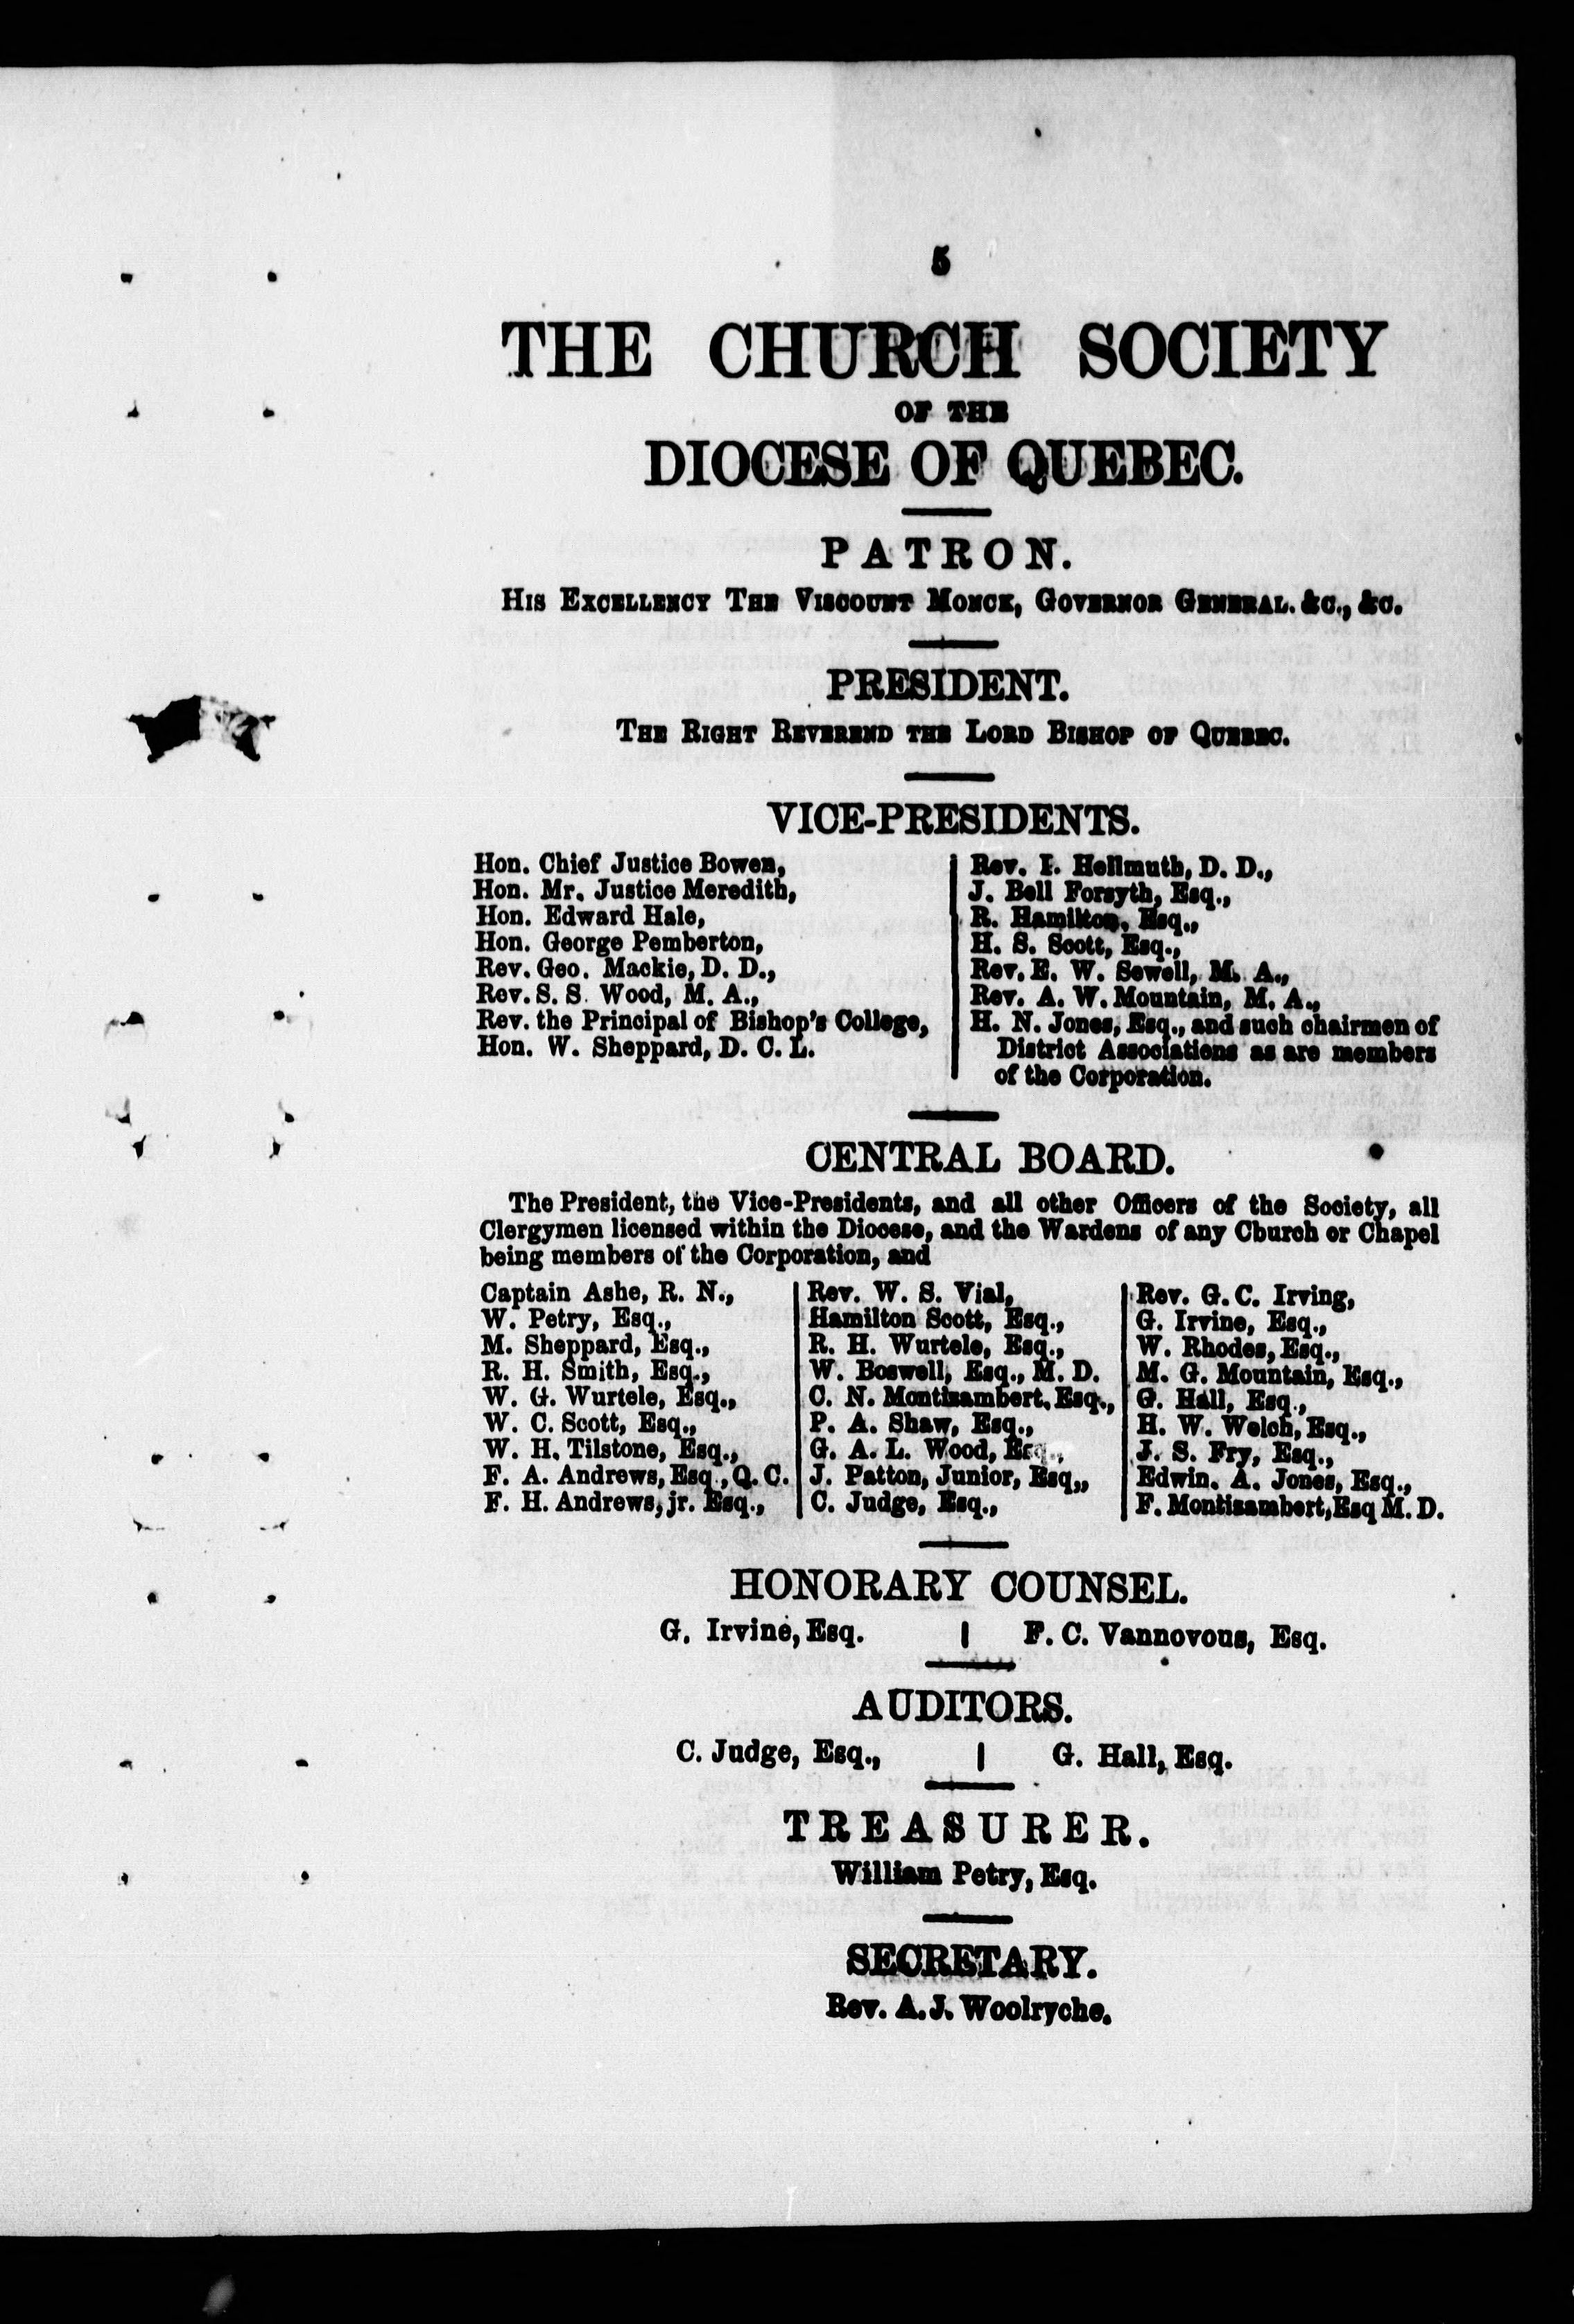 5
THE CHURCH SOCIETY
OF THE
DIOCESE OF QUEBEC.
PATRON.
HIS EXCELLENCY THE VISCOUNT MONCK, GOVERNOR GENERAL. &C., &C.
PRESIDENT.
THE RIGHT REVEREND THE LORD BISHOP OF QUEBEC.
VICE-PRESIDENTS.
Hon. Chief Justice Bowen,
Hon. Mr. Justice Meredith,
Hon. Edward Hale,
Hon. George Pemberton,
Rev. Geo. Mackie, D. D.,
Rev. S. S. Wood, M. A.,
Rev. the Principal of Bishop's College,
Hon. W. Sheppard, D. C. L.
Rev. I. Hellmuth, D. D.,
J. Bell Forsyth, Esq.,
R. Hamilton, Esq.,
H. S. Scott, Esq.,
Rev. E. W. Sewell, M. A.,
Rev. A. W. Mountain, M. A.,
H. N. Jones, Esq., and such chairmen of
District Associations as are members
of the Corporation.
CENTRAL BOARD.
The President, the Vice-Presidents, and all other Officers of the Society, all
Clergymen licensed within the Diocese, and the Wardens of any Church or Chapel
being members of the Corporation, and
Captain Ashe, R. N.,
W. Petry, Esq.,
M. Sheppard, Esq.,
R. H. Smith, Esq.,
W. G. Wurtele, Esq.,
W. C. Scott, Esq.,
W. H. Tilstone, Esq.,
F. A. Andrews, Esq., Q. C.
F. H. Andrews, jr. Esq.,
Rev. W. S. Vial,
Hamilton Scott, Esq.,
R. H. Wurtele, Esq.,
W. Boswell, Esq., M. D.
C. N. Montizambert, Esq.,
P. A. Shaw, Esq.,
G. A. L. Wood, Esq.,
J. Patton, Junior, Esq,,
C. Judge, Esq.,
Rev. G. C. Irving,
G. Irvine, Esq.,
W. Rhodes, Esq.,
M. G. Mountain, Esq.,
G. Hall, Esq.,
H. W. Welch, Esq.,
J. S. Fry, Esq.,
Edwin. A. Jones, Esq.,
F. Montizambert, Esq M. D.
HONORARY COUNSEL.
G. Irvine, Esq. | F. C. Vannovous, Esq.
AUDITORS.
C. Judge, Esq., | G. Hall, Esq.
TREASURER.
William Petry, Esq.
SECRETARY.
Rev. A. J. Woolryche.